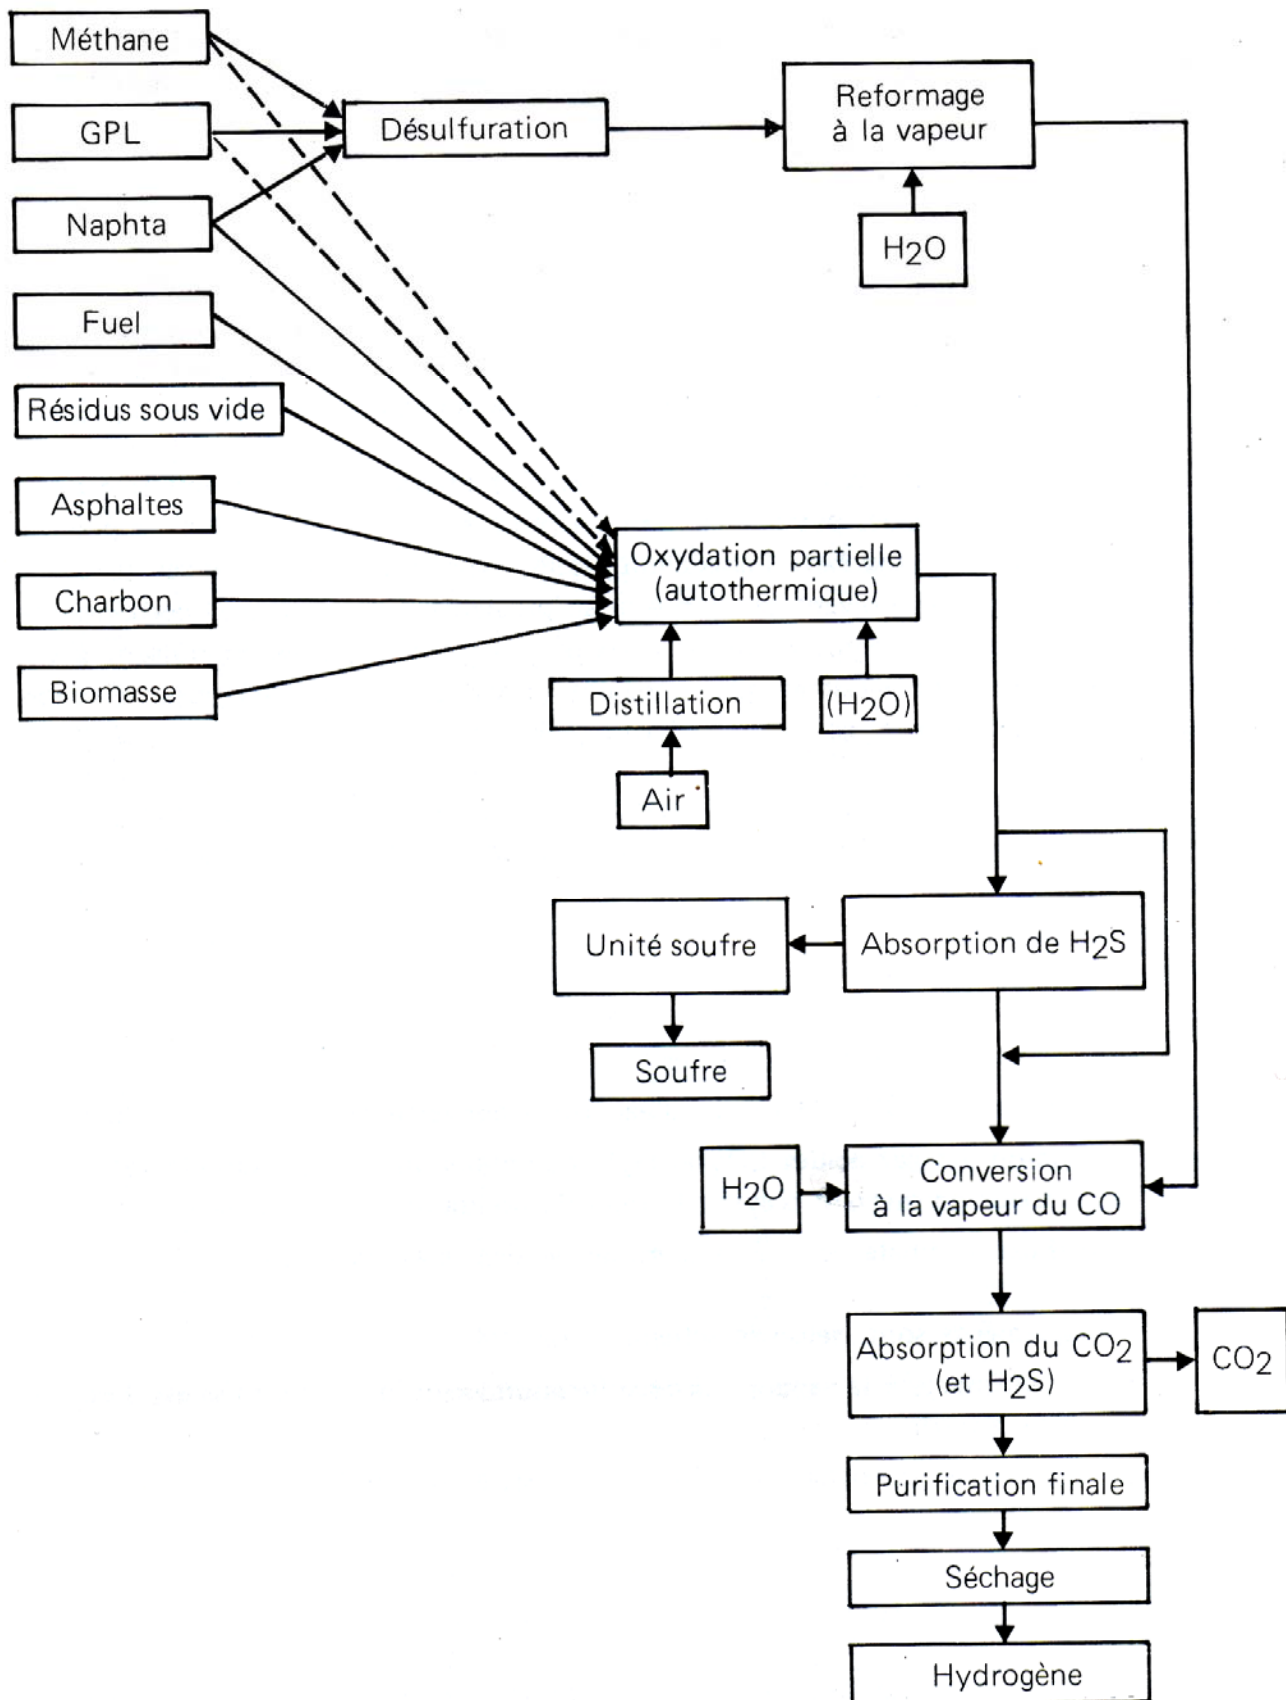 Méthane
GPL
Naphta
Fuel
Résidus sous vide
Asphaltes
Charbon
Biomasse
Désulfuration
Reformage
à la vapeur
H2O
Oxydation partielle
(autothermique)
Distillation
(H2O)
Air
Unité soufre
Absorption de H2S
Soufre
H2O
Conversion
à la vapeur du CO
Absorption du CO2
(et H2S)
CO2
Purification finale
Séchage
Hydrogène